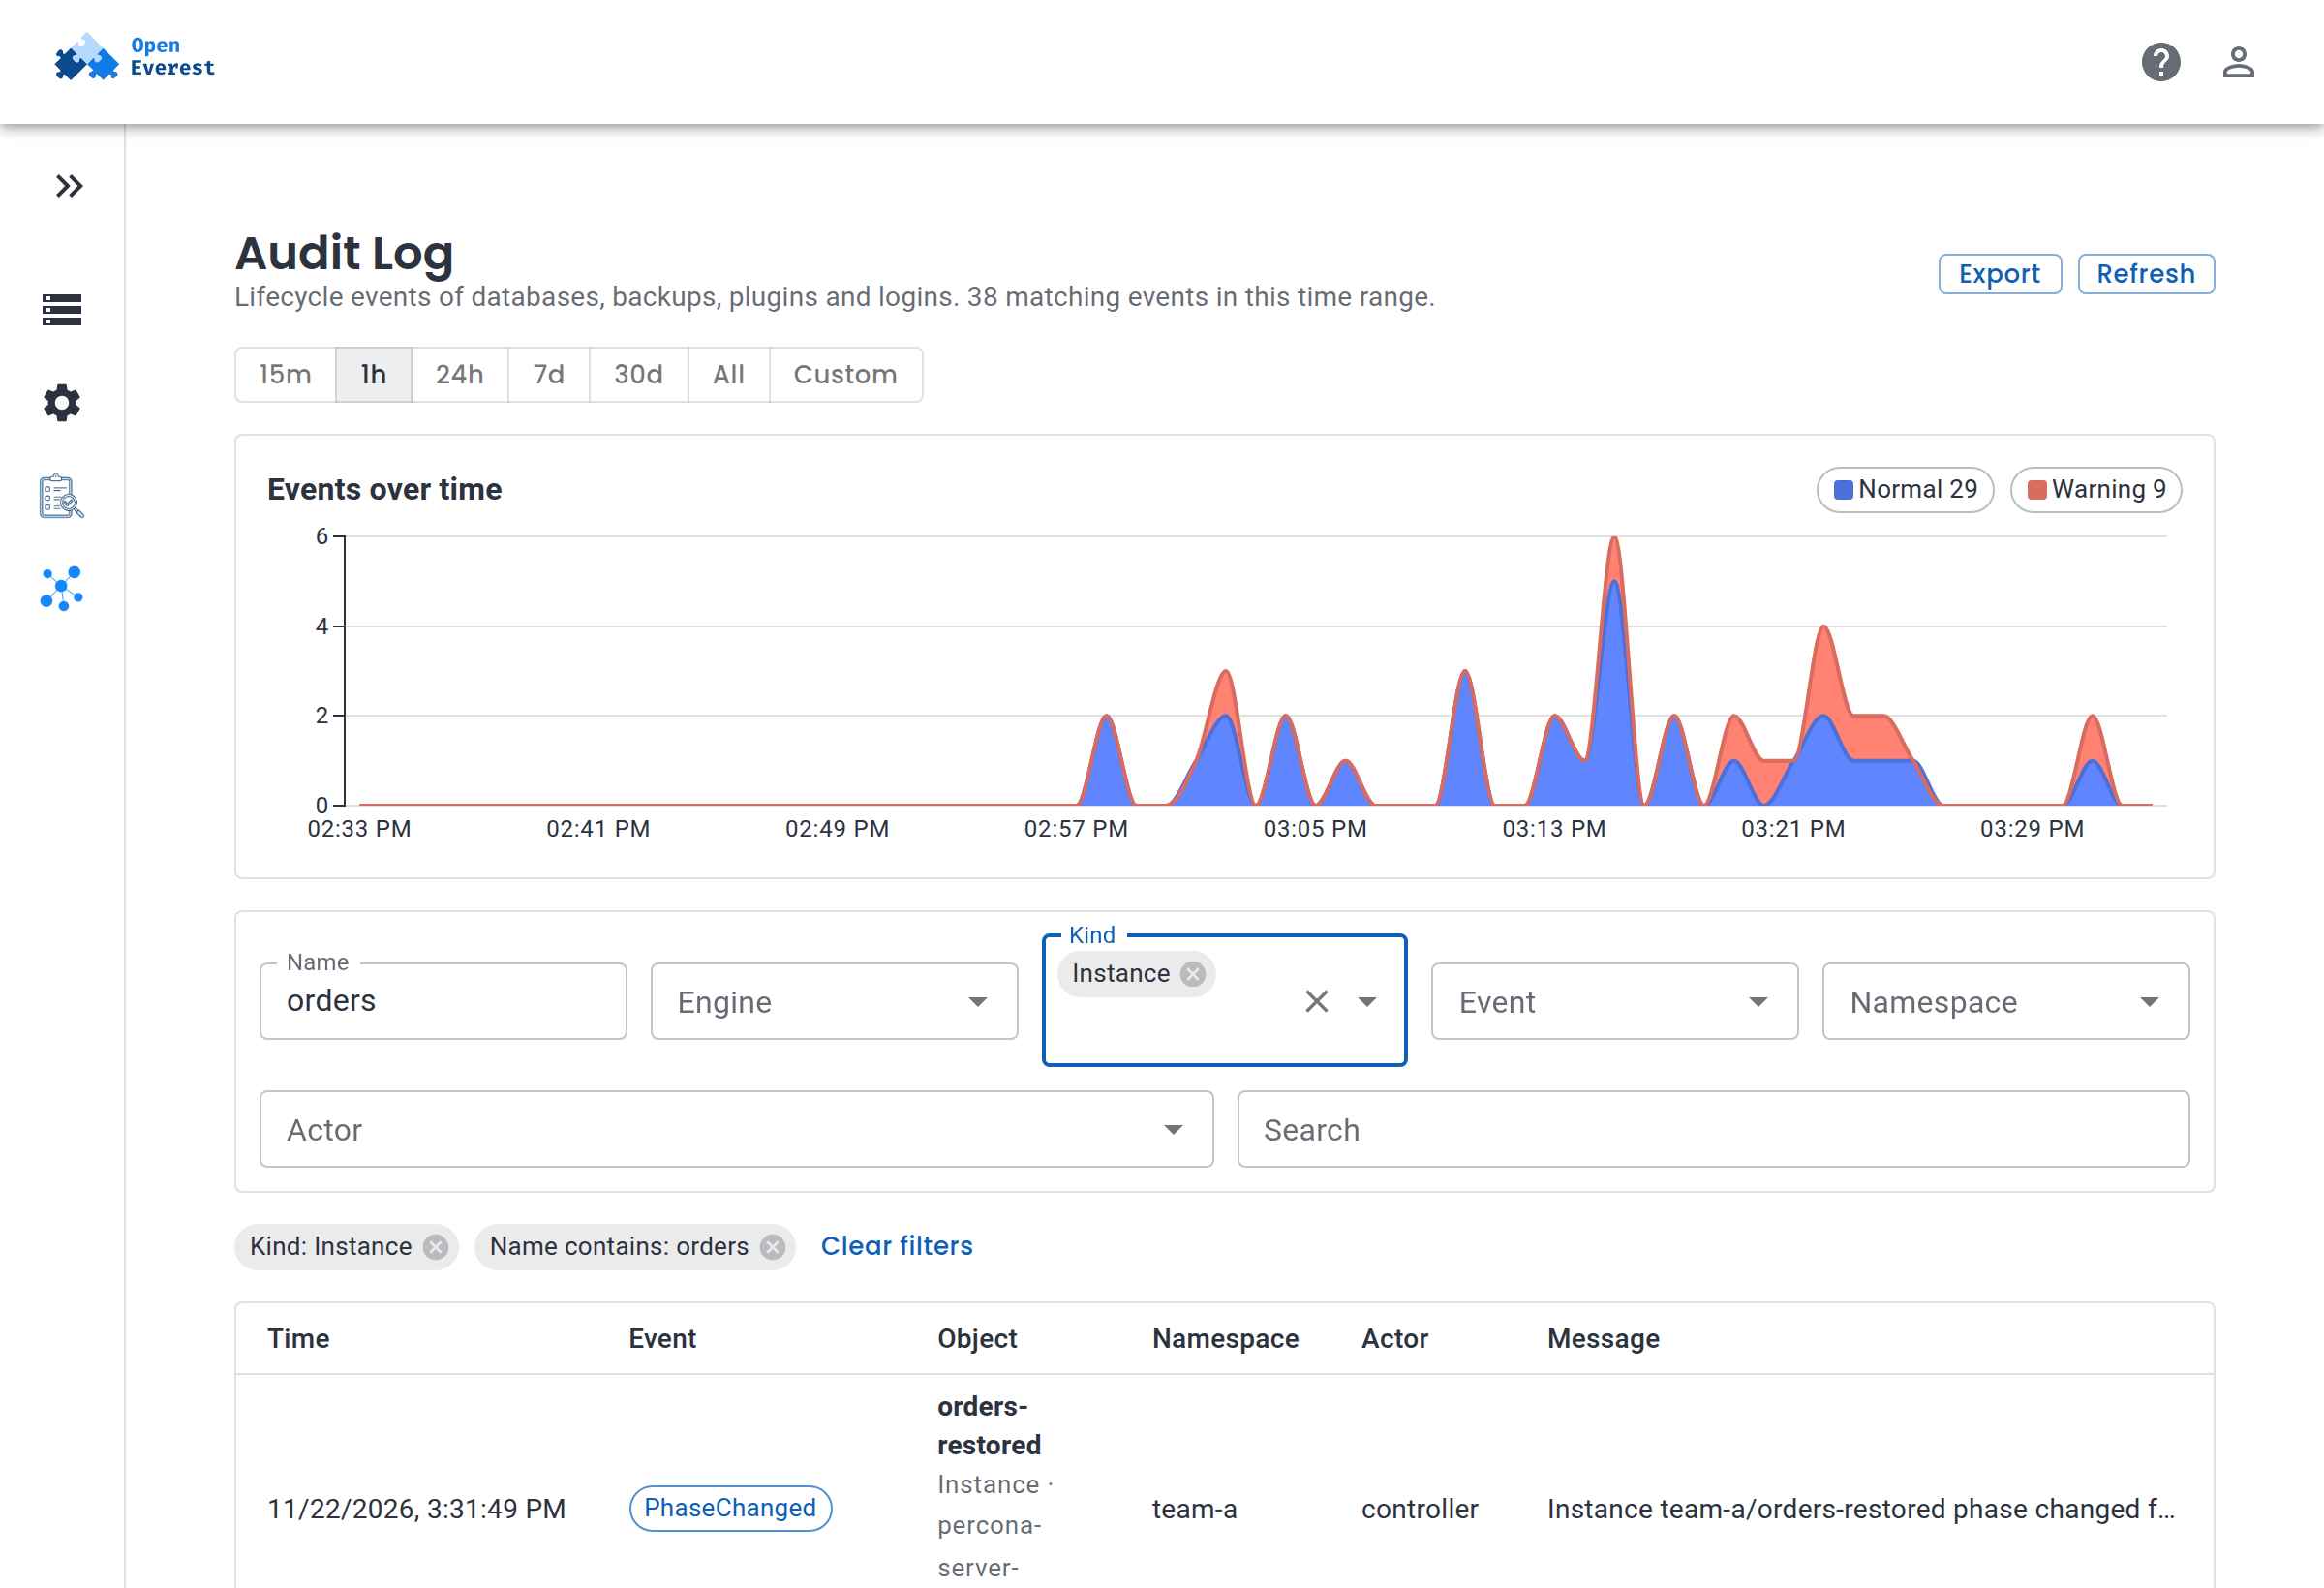 Open
Everest
Audit Log
Lifecycle events of databases, backups, plugins and logins. 38 matching events in this time range.
Export
Refresh
15m 1h 24h 7d 30d All Custom
Events over time
Normal 29
Warning 9
6
4
2
0
02:33 PM 02:41 PM 02:49 PM 02:57 PM 03:05 PM 03:13 PM 03:21 PM 03:29 PM
Name
orders
Engine
Kind
Instance
Event
Namespace
Actor
Search
Kind: Instance
Name contains: orders
Clear filters
Time Event Object Namespace Actor Message
11/22/2026, 3:31:49 PM
PhaseChanged
orders-
restored
Instance ·
percona-
server-
team-a
controller
Instance team-a/orders-restored phase changed f...